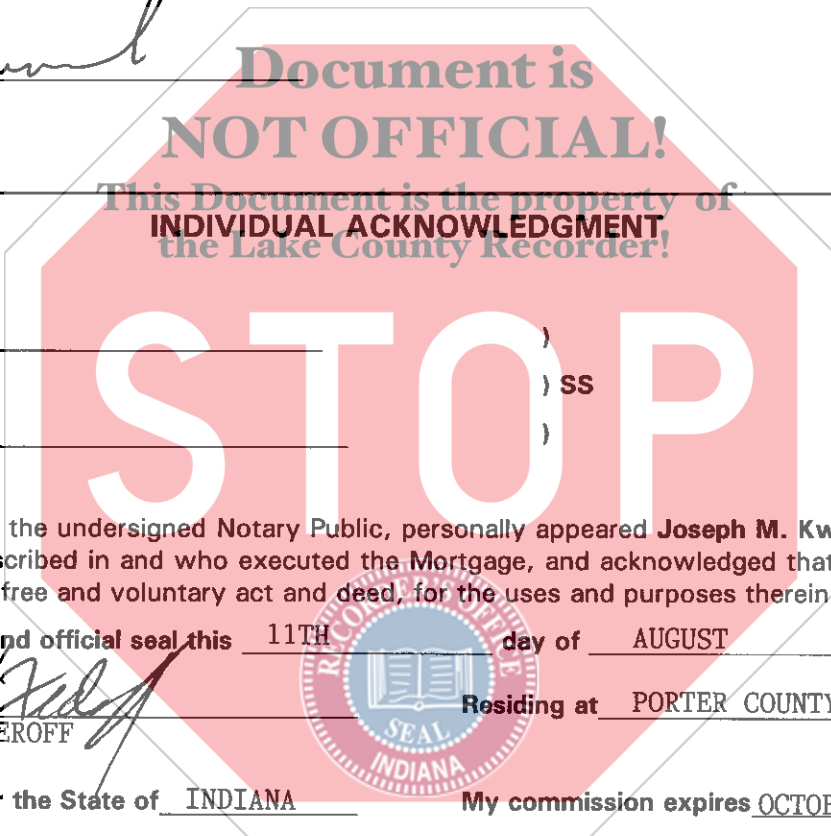 Document is
NOT OFFICIAL!
This Document is the property of
INDIVIDUAL ACKNOWLEDGMENT
the Lake County Recorder!
)
) SS
)
STOP
the undersigned Notary Public, personally appeared Joseph M. Kw
scribed in and who executed the Mortgage, and acknowledged that
free and voluntary act and deed, for the uses and purposes therein
nd official seal this 11TH day of AUGUST
Residing at PORTER COUNTY
EROFF
RECORDER'S OFFICE
SEAL
INDIANA
the State of INDIANA My commission expires OCTOB